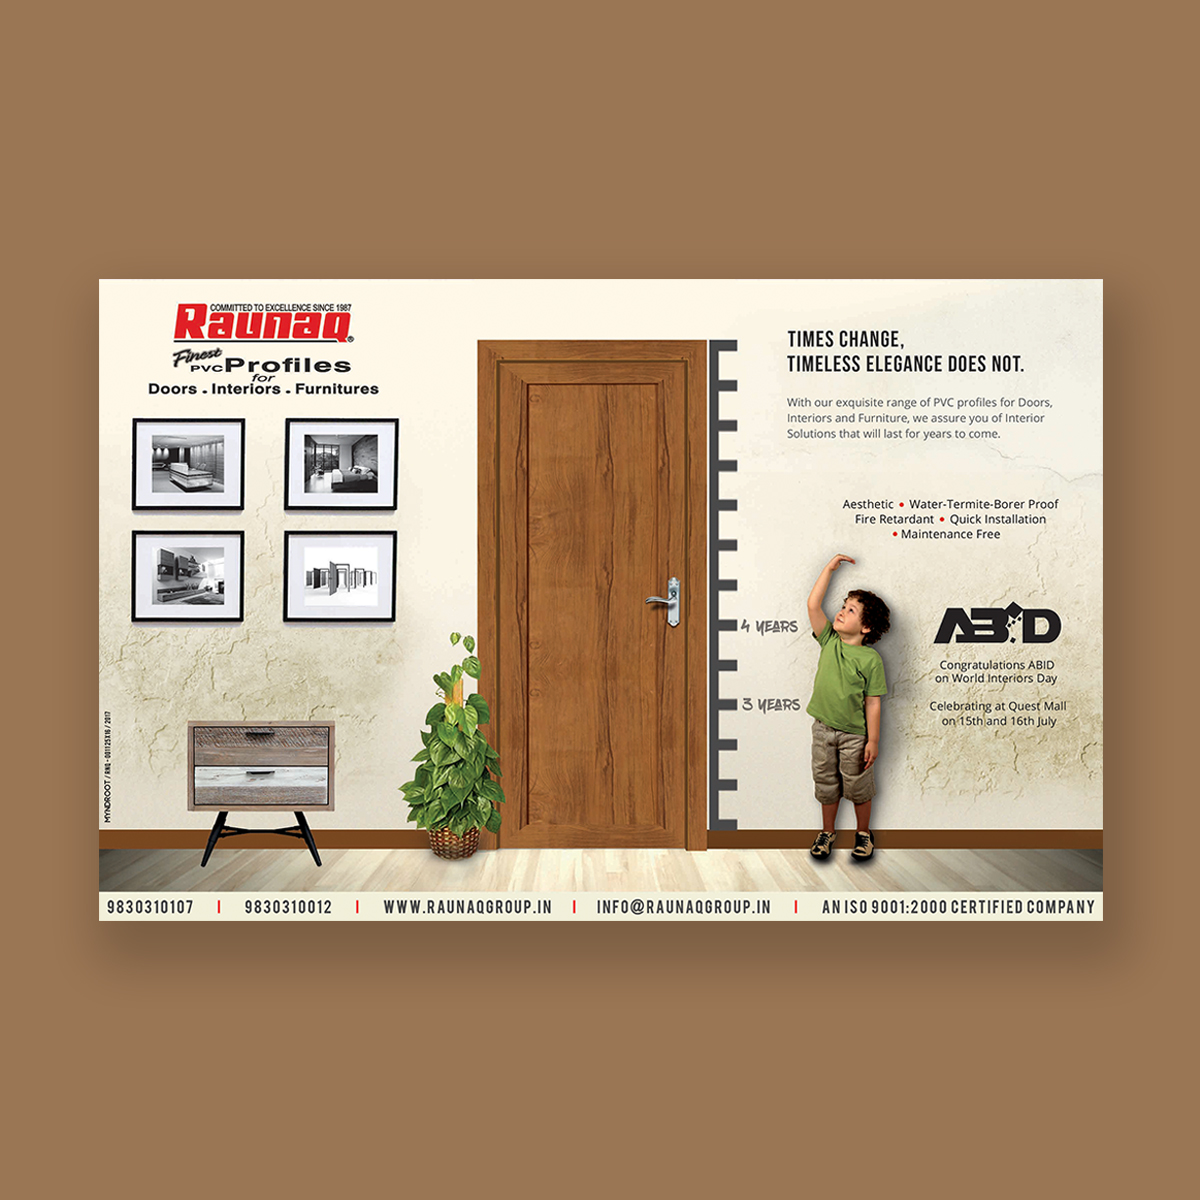 COMMITTED TO EXCELLENCE SINCE 1987
Raunaq®
Finest
PVC Profiles
for
Doors . Interiors . Furnitures
TIMES CHANGE,
TIMELESS ELEGANCE DOES NOT.
With our exquisite range of PVC profiles for Doors,
Interiors and Furniture, we assure you of Interior
Solutions that will last for years to come.
Aesthetic • Water-Termite-Borer Proof
Fire Retardant • Quick Installation
• Maintenance Free
4 YEARS
3 YEARS
ABID
Congratulations ABID
on World Interiors Day
Celebrating at Quest Mall
on 15th and 16th July
MYNDROOT / RNQ - 001125X16 / 2017
9830310107 | 9830310012 | WWW.RAUNAQGROUP.IN | INFO@RAUNAQGROUP.IN | AN ISO 9001:2000 CERTIFIED COMPANY